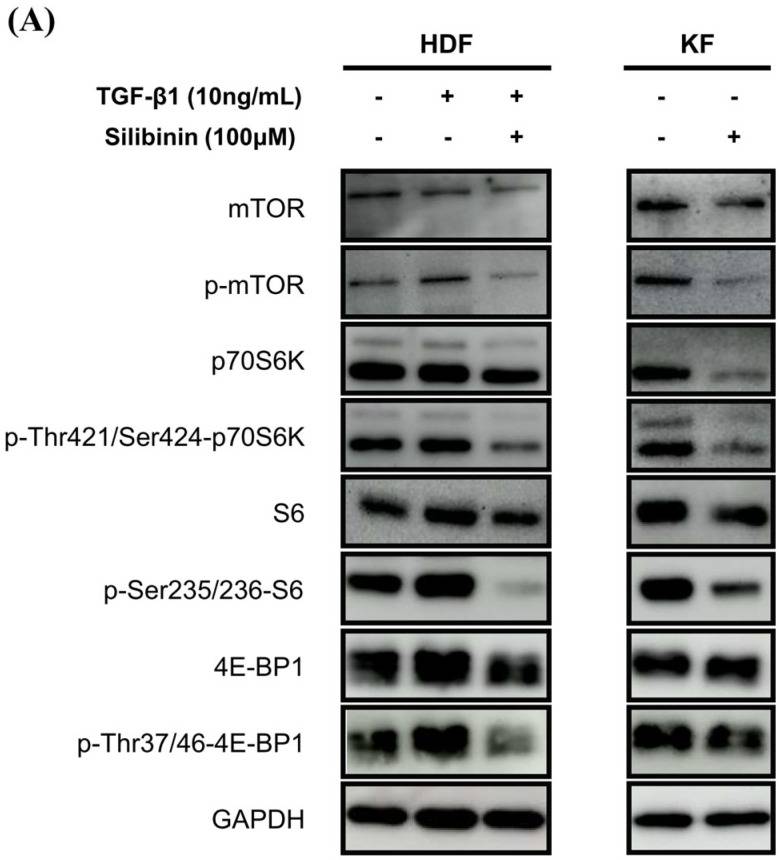 (A)
HDF KF
TGF-β1 (10ng/mL) - + + - -
Silibinin (100μM) - - + - +
mTOR
p-mTOR
p70S6K
p-Thr421/Ser424-p70S6K
S6
p-Ser235/236-S6
4E-BP1
p-Thr37/46-4E-BP1
GAPDH